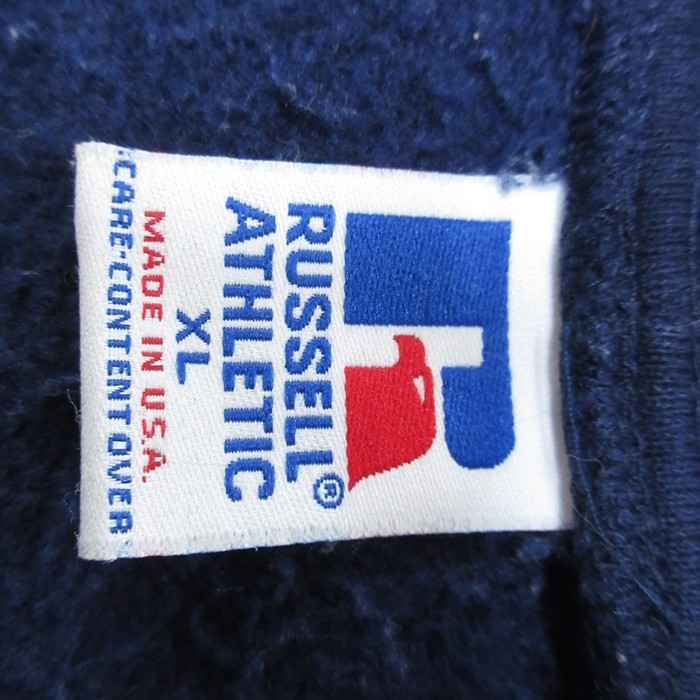 RUSSELL®
ATHLETIC
XL
MADE IN U.S.A.
CARE-CONTENT OVER